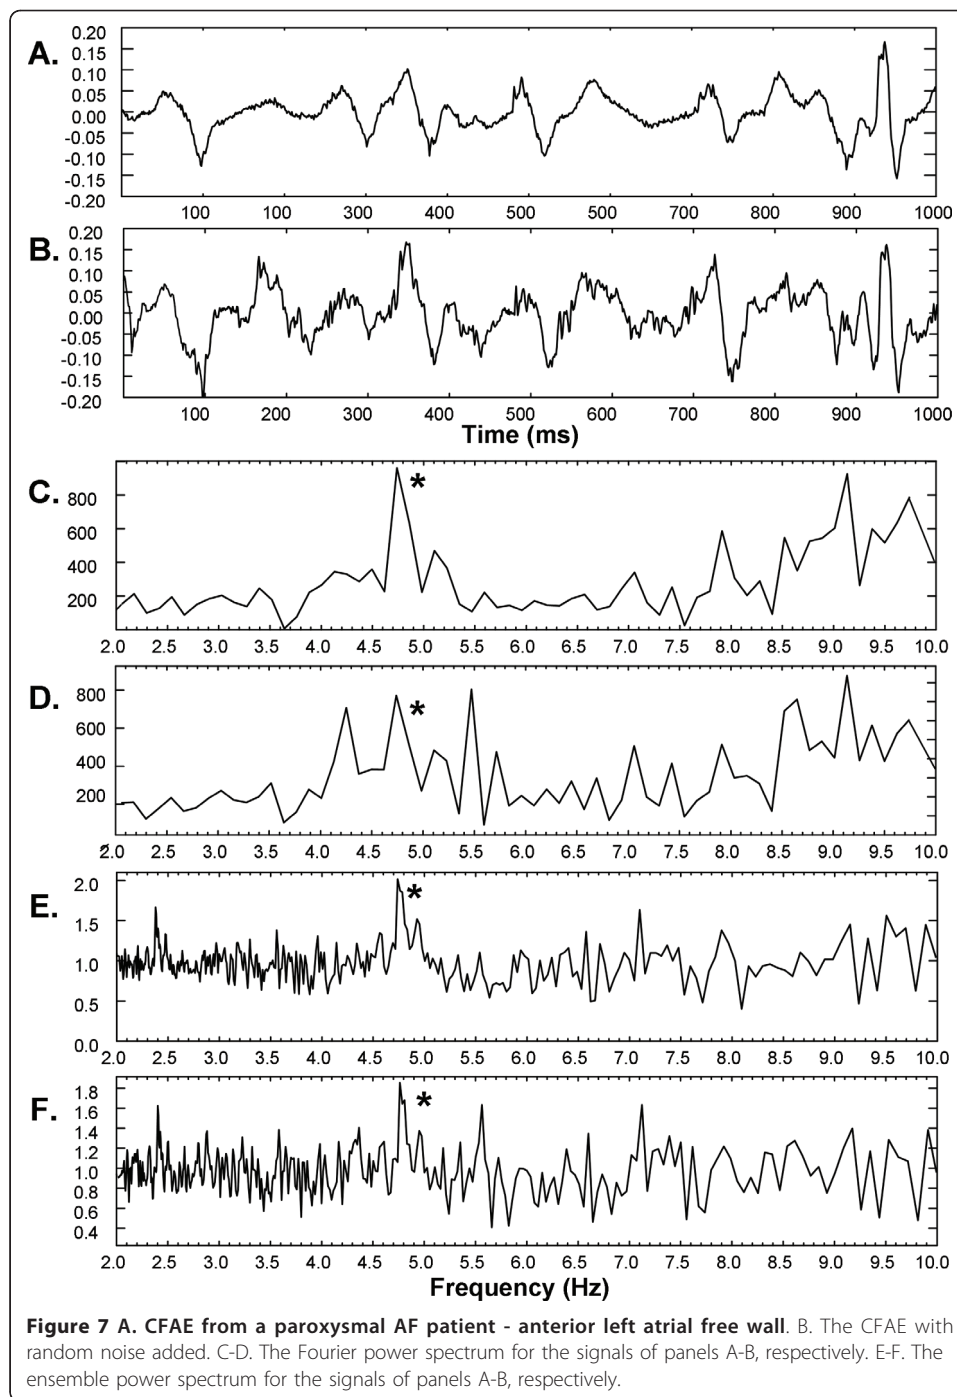 A.
0.20
0.15
0.10
0.05
0.00
-0.05
-0.10
-0.15
-0.20
100 100 300 400 500 500 700 800 900 1000
B.
0.20
0.15
0.10
0.05
0.00
-0.05
-0.10
-0.15
-0.20
100 200 300 400 500 600 700 800 900 1000
Time (ms)
C.
*
800
600
400
200
2.0 2.5 3.0 3.5 4.0 4.5 5.0 5.5 6.0 6.5 7.0 7.5 8.0 8.5 9.0 9.5 10.0
D.
*
800
600
400
200
2.0 2.5 3.0 3.5 4.0 4.5 5.0 5.5 6.0 6.5 7.0 7.5 8.0 8.5 9.0 9.5 10.0
E.
*
2.0
1.5
1.0
0.5
0.0
2.0 2.5 3.0 3.5 4.0 4.5 5.0 5.5 6.0 6.5 7.0 7.5 8.0 8.5 9.0 9.5 10.0
F.
*
1.8
1.6
1.4
1.2
1.0
0.8
0.6
0.4
2.0 2.5 3.0 3.5 4.0 4.5 5.0 5.5 6.0 6.5 7.0 7.5 8.0 8.5 9.0 9.5 10.0
Frequency (Hz)
Figure 7 A. CFAE from a paroxysmal AF patient - anterior left atrial free wall. B. The CFAE with
random noise added. C-D. The Fourier power spectrum for the signals of panels A-B, respectively. E-F. The
ensemble power spectrum for the signals of panels A-B, respectively.